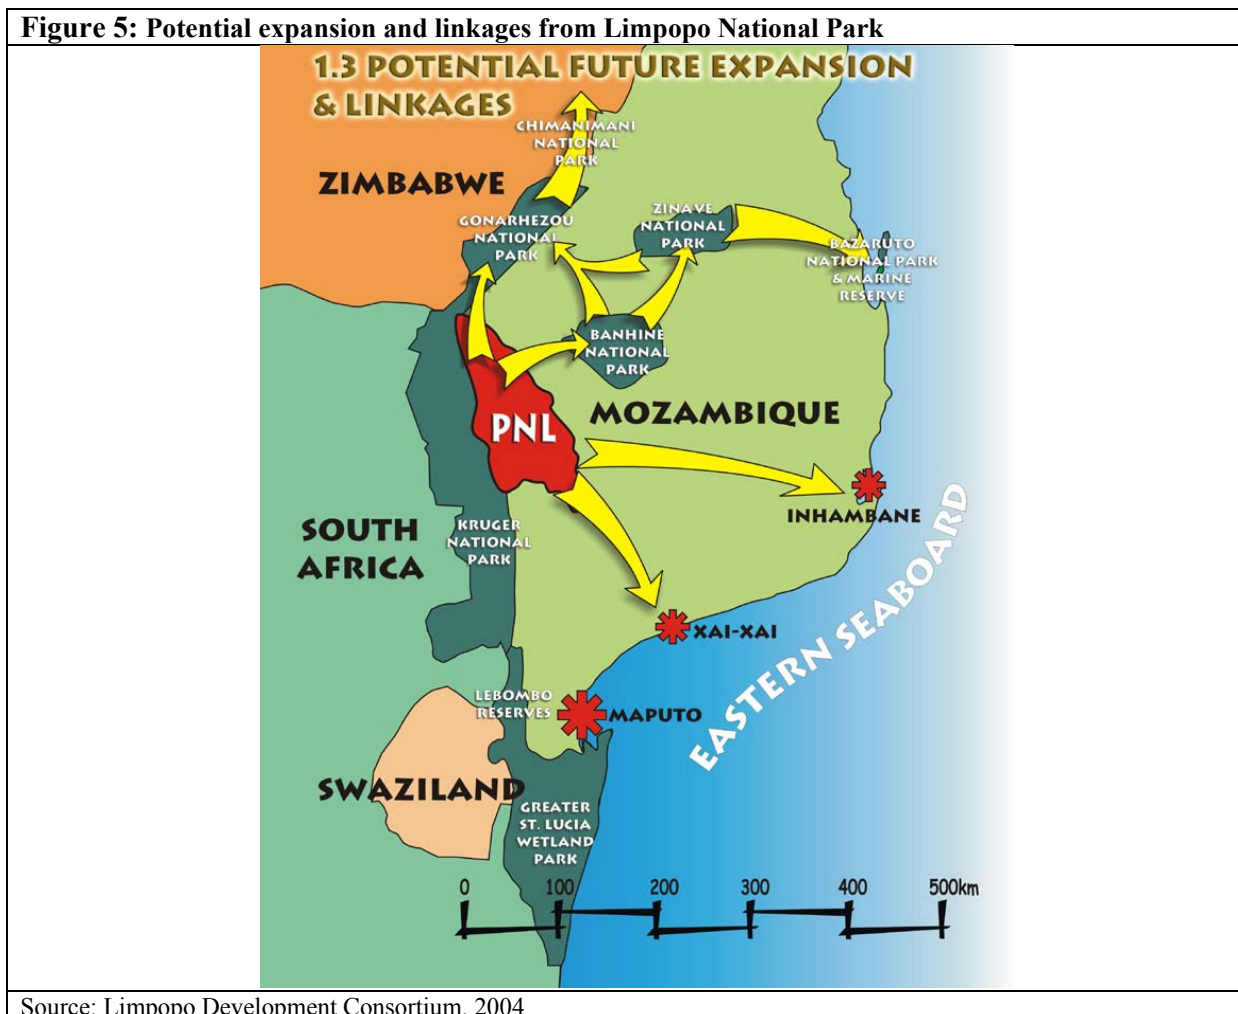 Figure 5: Potential expansion and linkages from Limpopo National Park
1.3 POTENTIAL FUTURE EXPANSION
& LINKAGES
CHIMANIMANI
NATIONAL
PARK
ZIMBABWE
GONARHEZOU
NATIONAL
PARK
ZINAVE
NATIONAL
PARK
BAZARUTO
NATIONAL PARK
& MARINE
RESERVE
BANHINE
NATIONAL
PARK
MOZAMBIQUE
PNL
INHAMBANE
SOUTH
AFRICA
KRUGER
NATIONAL
PARK
XAI-XAI
EASTERN SEABOARD
LEBOMBO
RESERVES
MAPUTO
SWAZILAND
GREATER
ST. LUCIA
WETLAND
PARK
0 100 200 300 400 500km
Source: Limpopo Development Consortium, 2004